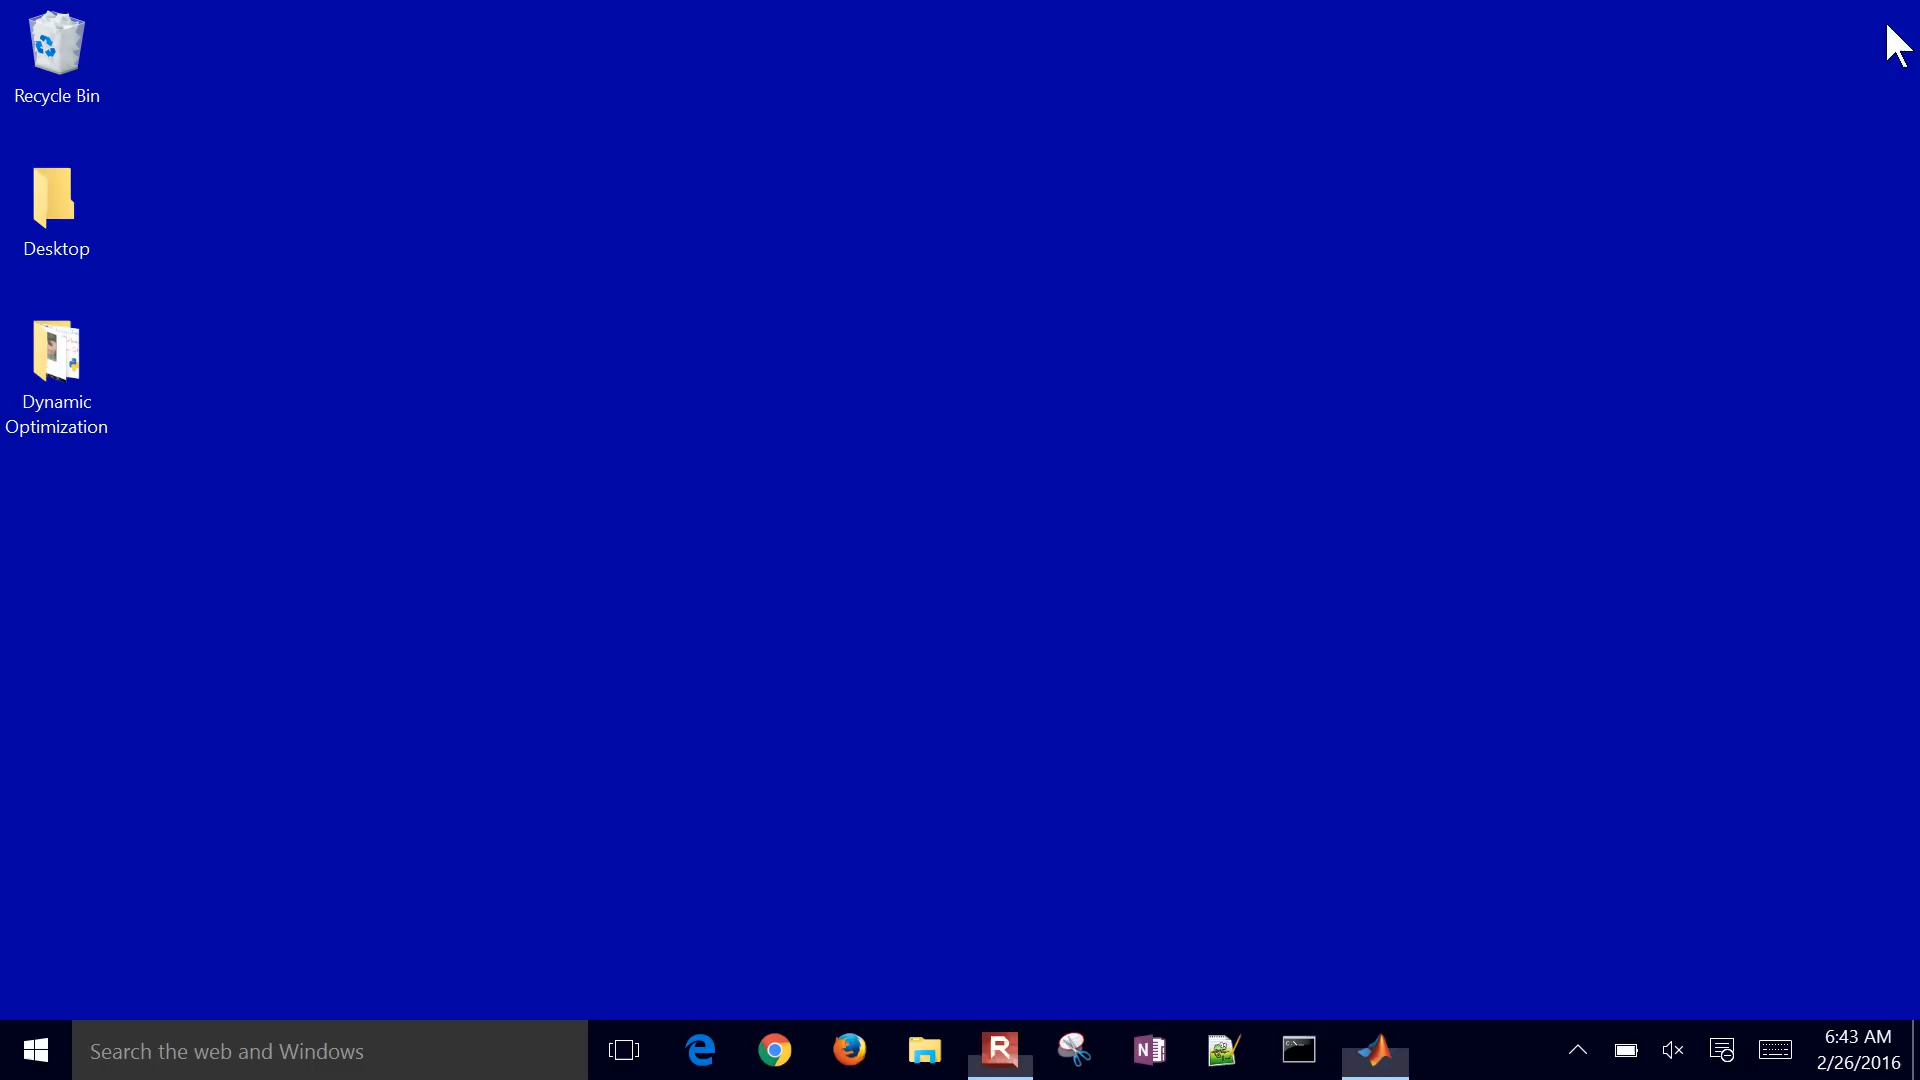 Recycle Bin
Desktop
Dynamic
Optimization
Search the web and Windows
R
N
6:43 AM
2/26/2016